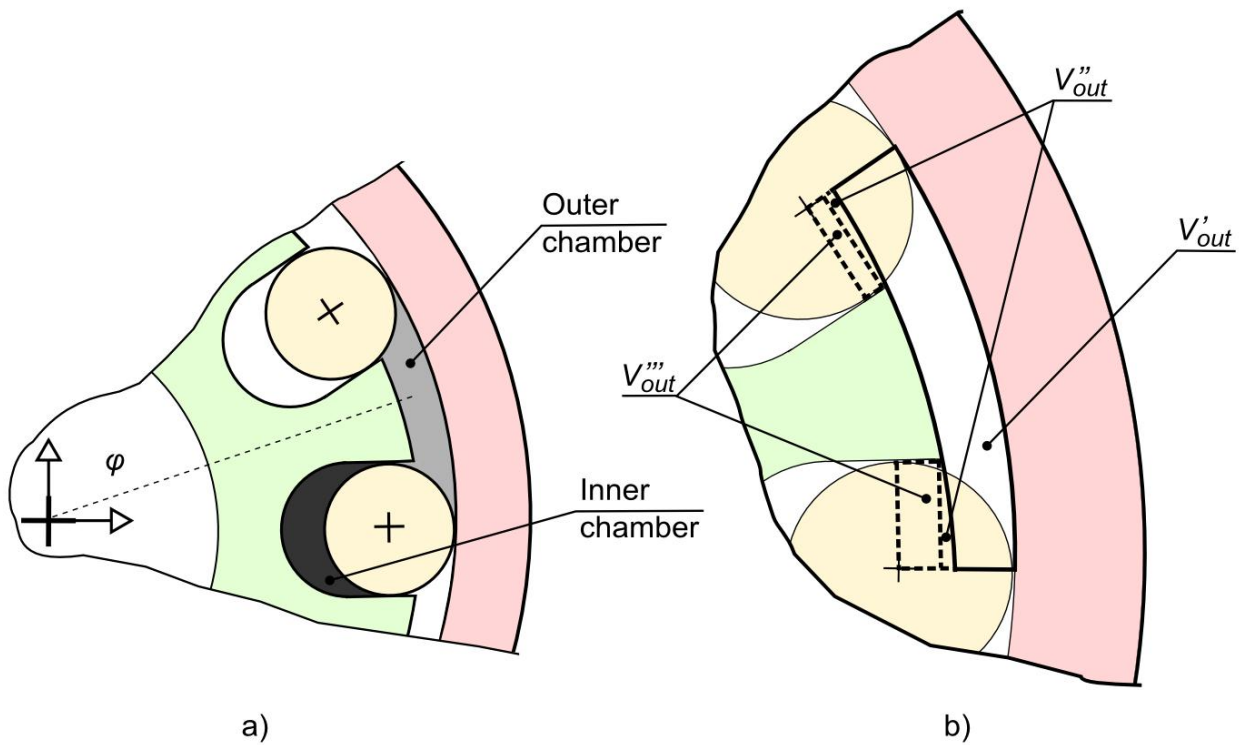 Outer
chamber
φ
Inner
chamber
a)
V''out
V'out
V'''out
b)